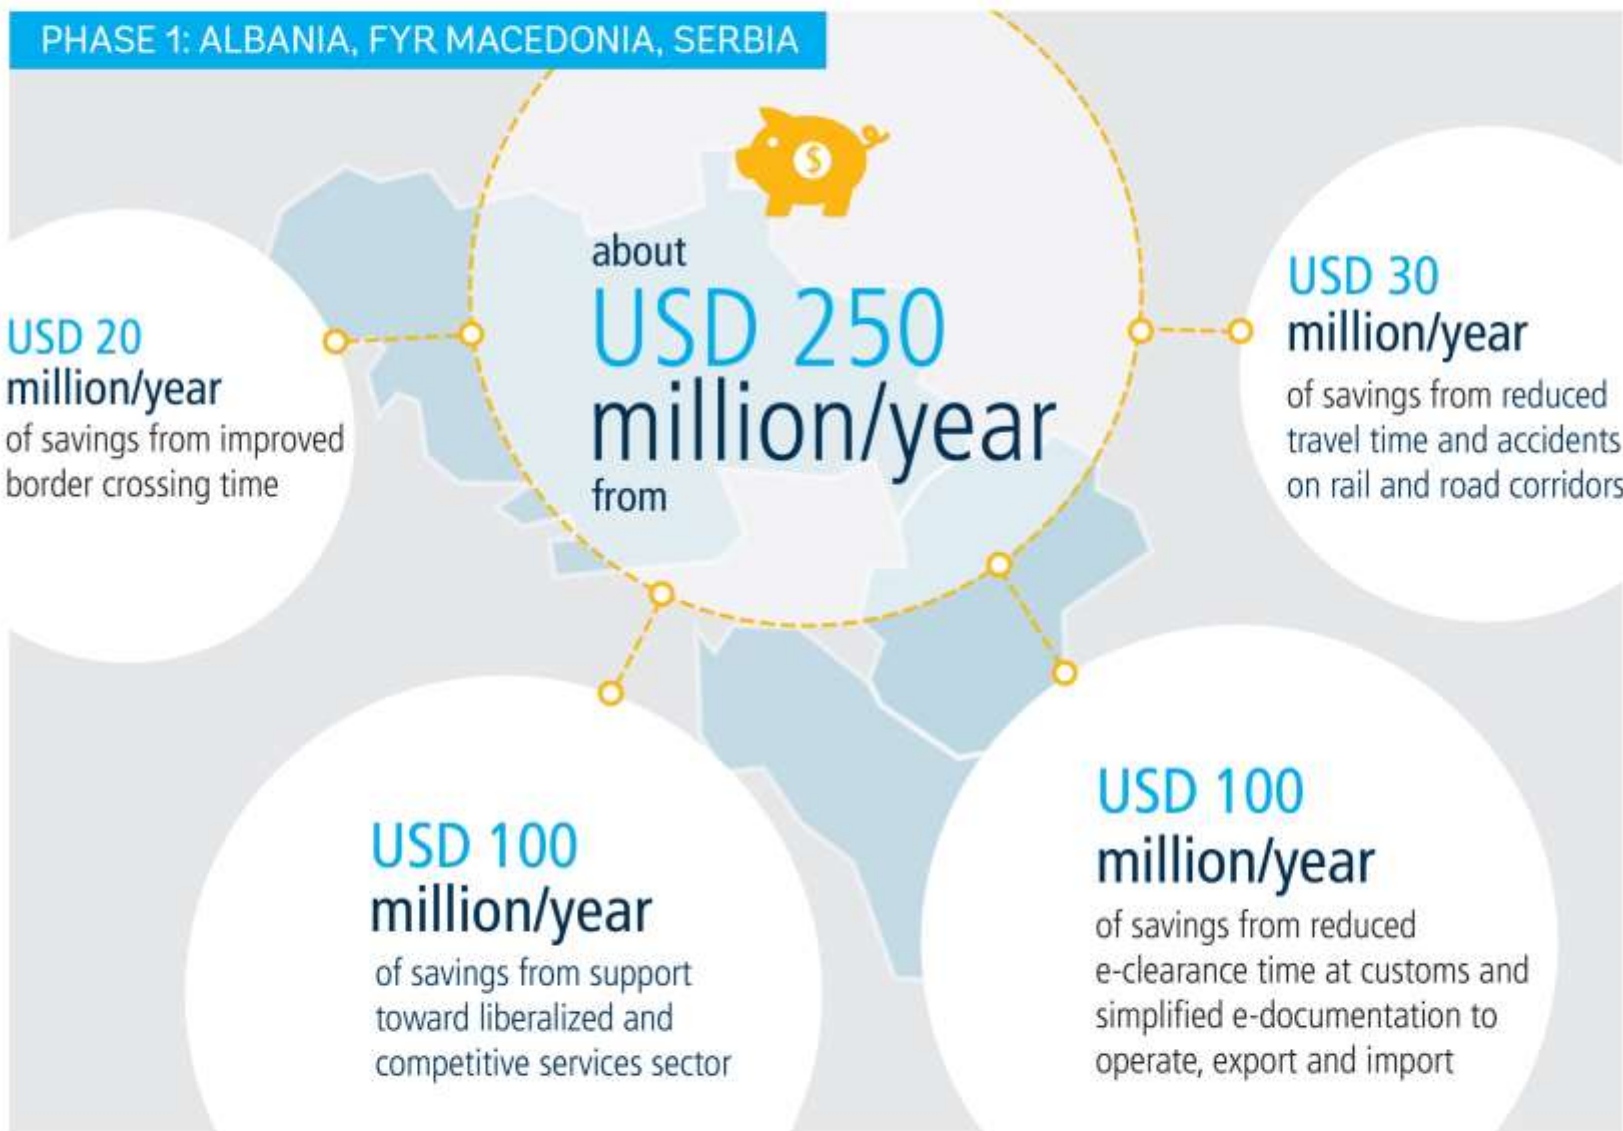 PHASE 1: ALBANIA, FYR MACEDONIA, SERBIA
$
about
USD 250
million/year
from
USD 20
million/year
of savings from improved
border crossing time
USD 30
million/year
of savings from reduced
travel time and accidents
on rail and road corridors
USD 100
million/year
of savings from support
toward liberalized and
competitive services sector
USD 100
million/year
of savings from reduced
e-clearance time at customs and
simplified e-documentation to
operate, export and import